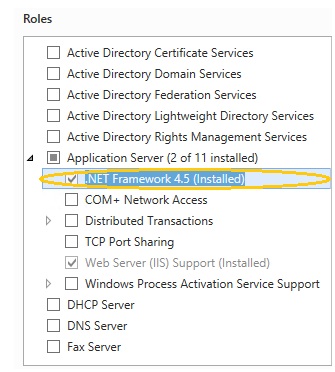 Roles
Active Directory Certificate Services
Active Directory Domain Services
Active Directory Federation Services
Active Directory Lightweight Directory Services
Active Directory Rights Management Services
Application Server (2 of 11 installed)
.NET Framework 4.5 (Installed)
COM+ Network Access
Distributed Transactions
TCP Port Sharing
Web Server (IIS) Support (Installed)
Windows Process Activation Service Support
DHCP Server
DNS Server
Fax Server